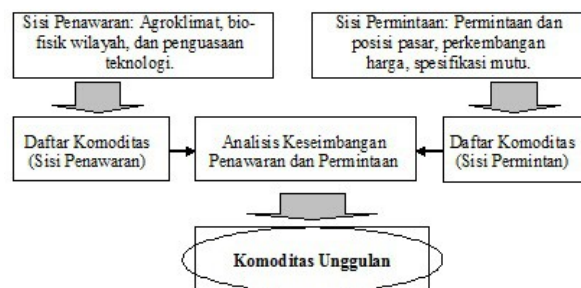 Sisi Penawaran: Agroklimat, bio-
fisik wilayah, dan penguasaan
teknologi.
Sisi Permintaan: Permintaan dan
posisi pasar, perkembangan
harga, spesifikasi mutu.
Daftar Komoditas
(Sisi Penawaran)
Analisis Keseimbangan
Penawaran dan Permintaan
Daftar Komoditas
(Sisi Permintan)
Komoditas Unggulan